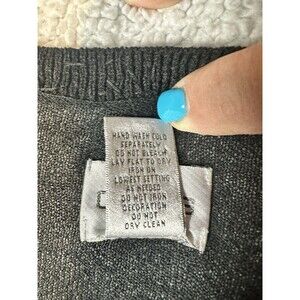 HAND WASH COLD
SEPARATELY
DO NOT BLEACH
LAY FLAT TO DRY
IRON ON
LOWEST SETTING
AS NEEDED
DO NOT IRON
DECORATION
DO NOT
DRY CLEAN